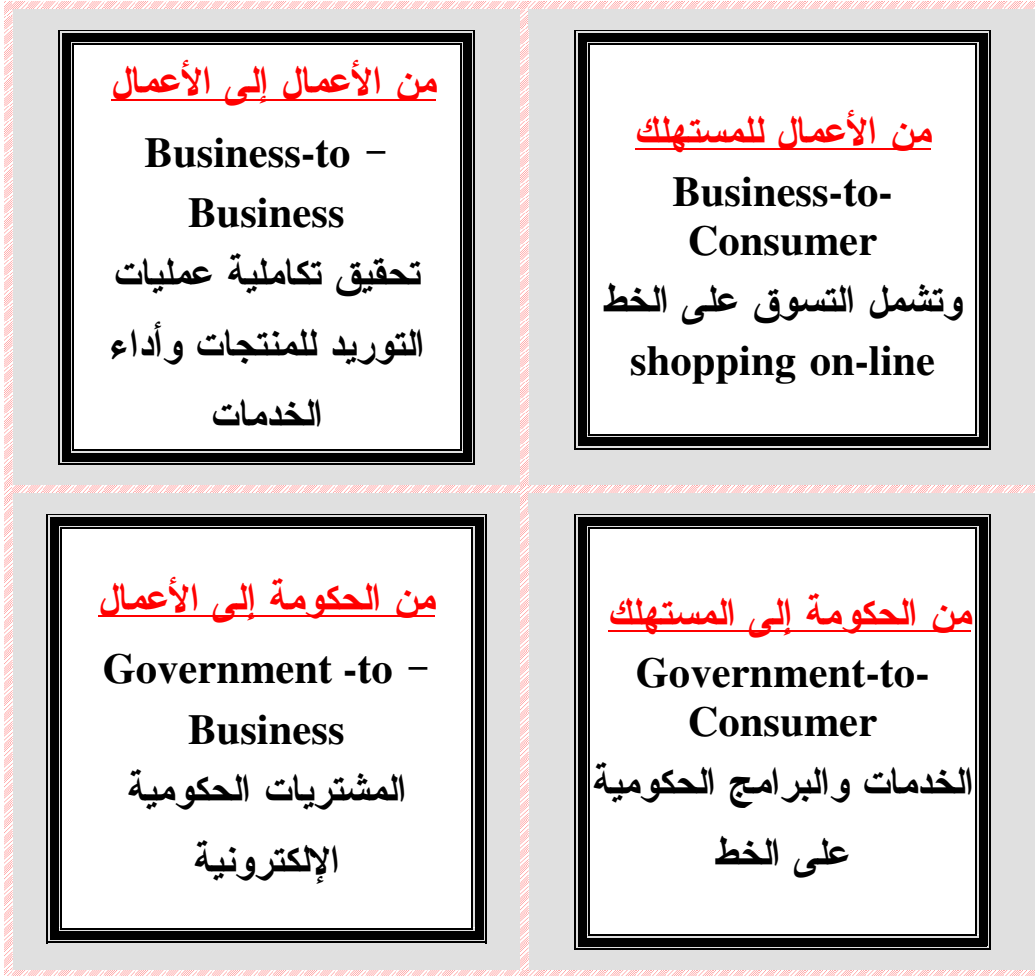 من الأعمال للمستهلك
Business-to-
Consumer
وتشمل التسوق على الخط
shopping on-line
من الأعمال إلى الأعمال
Business-to –
Business
تحقيق تكاملية عمليات
التوريد للمنتجات وأداء
الخدمات
من الحكومة إلى المستهلك
Government-to-
Consumer
الخدمات والبرامج الحكومية
على الخط
من الحكومة إلى الأعمال
Government -to –
Business
المشتريات الحكومية
الإلكترونية